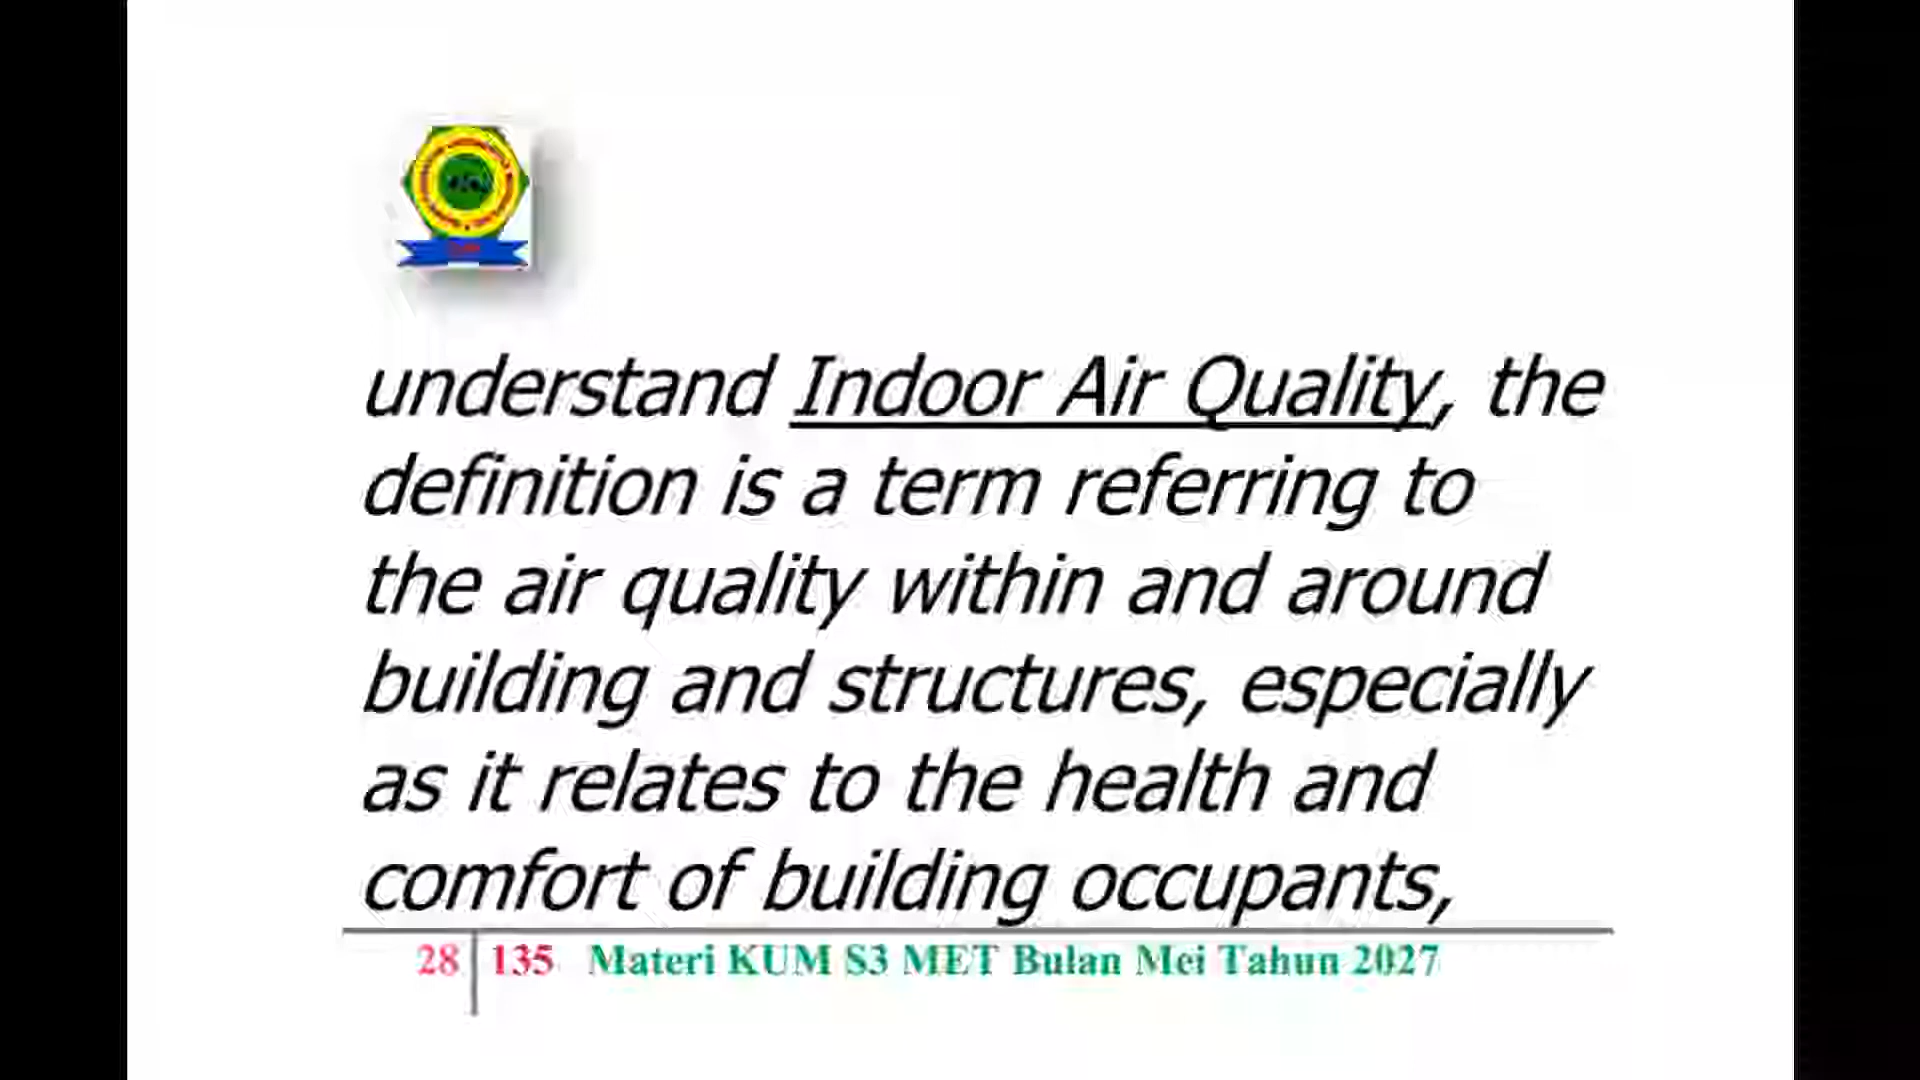 understand Indoor Air Quality, the
definition is a term referring to
the air quality within and around
building and structures, especially
as it relates to the health and
comfort of building occupants,
28 135 Materi KUM S3 MET Bulan Mei Tahun 2027